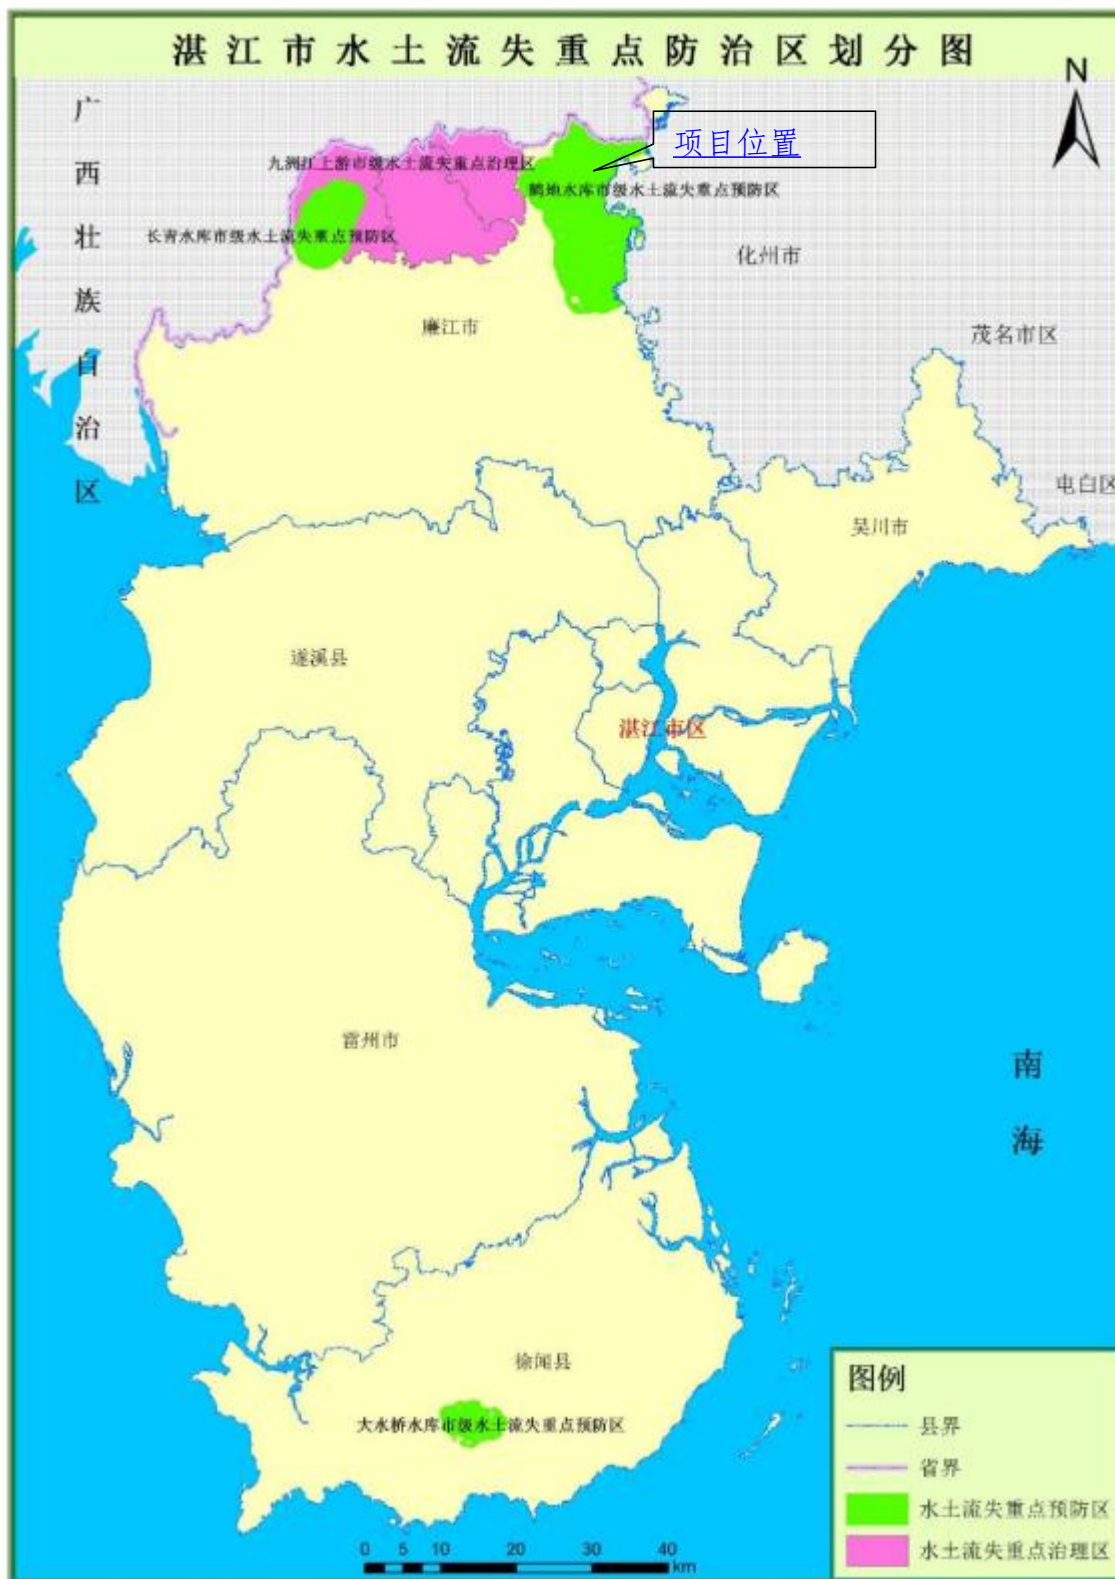 湛江市水土流失重点防治区划分图
N
广西壮族自治区
项目位置
九洲江上游市级水土流失重点治理区
鹤地水库市级水土流失重点预防区
长青水库市级水土流失重点预防区
化州市
廉江市
茂名市区
电白区
吴川市
遂溪县
湛江市区
雷州市
南海
徐闻县
大水桥水库市级水土流失重点预防区
图例
县界
省界
水土流失重点预防区
水土流失重点治理区
0 5 10 20 30 40
km